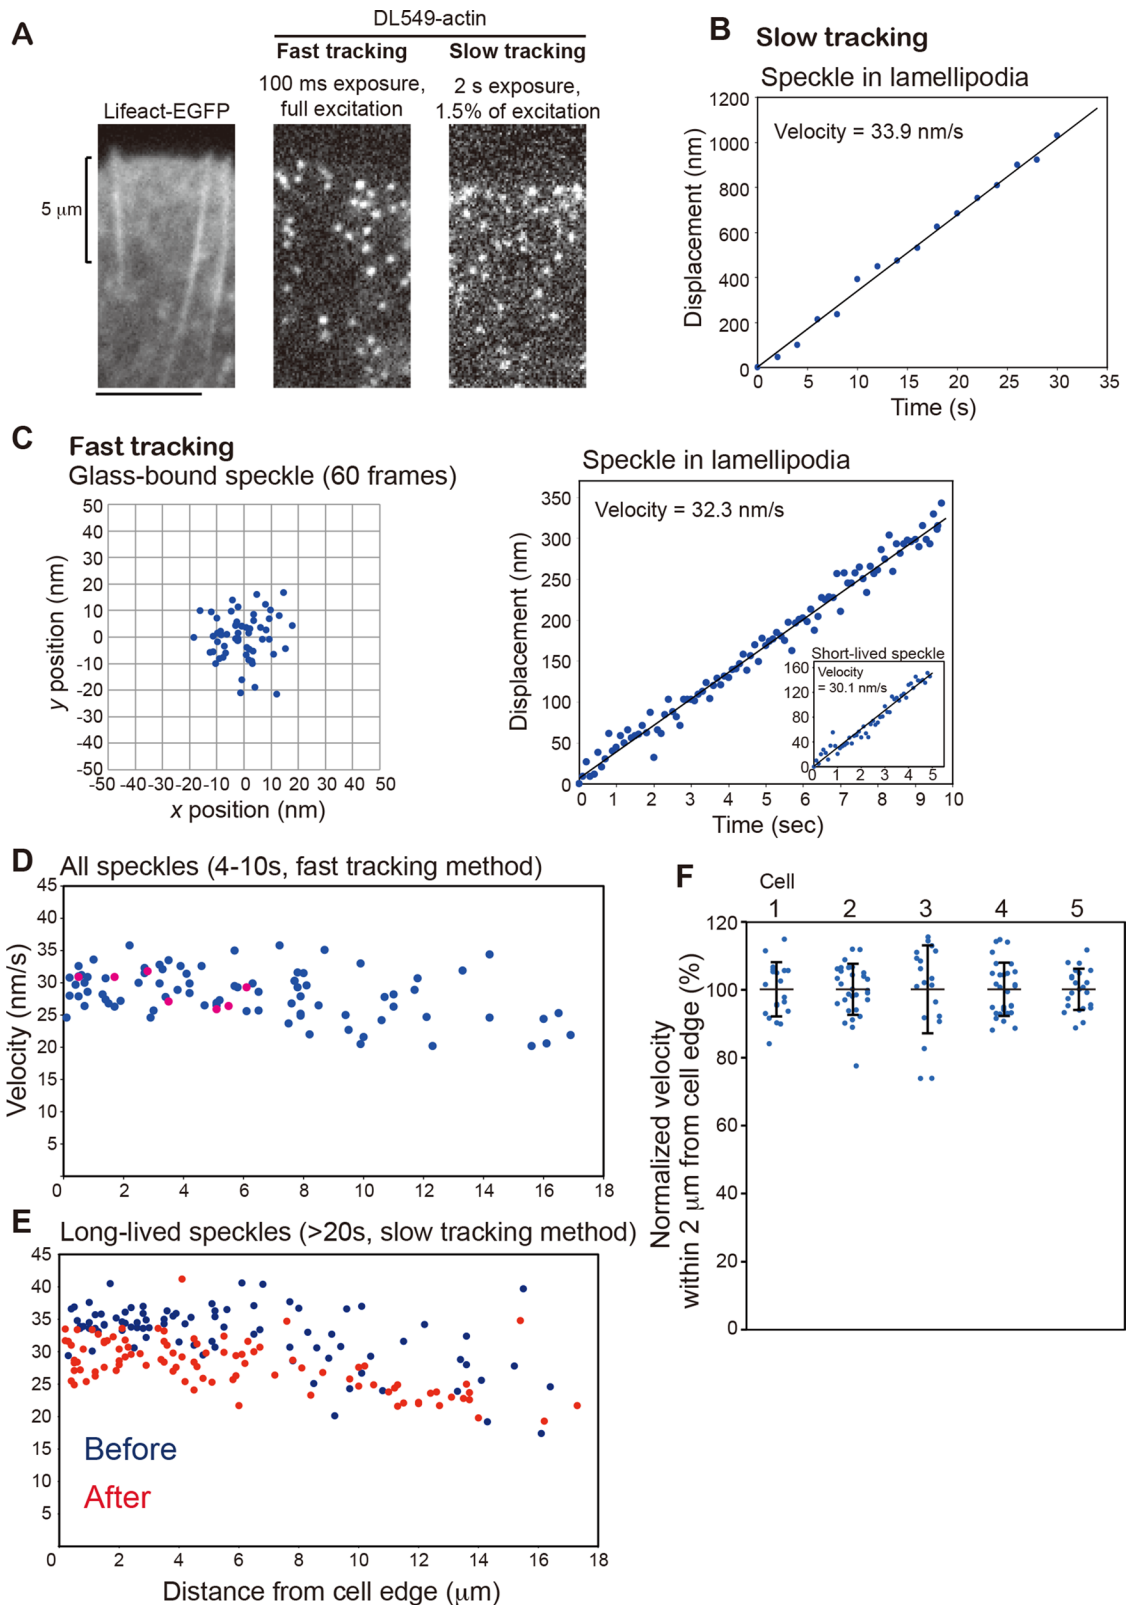 A
DL549-actin
Fast tracking
Slow tracking
100 ms exposure,
full excitation
2 s exposure,
1.5% of excitation
Lifeact-EGFP
5 μm
B
Slow tracking
Speckle in lamellipodia
Velocity = 33.9 nm/s
Displacement (nm)
1200
1000
800
600
400
200
0
0 5 10 15 20 25 30 35
Time (s)
C
Fast tracking
Glass-bound speckle (60 frames)
y position (nm)
50
40
30
20
10
0
-10
-20
-30
-40
-50
-50 -40 -30 -20 -10 0 10 20 30 40 50
x position (nm)
Speckle in lamellipodia
Velocity = 32.3 nm/s
Displacement (nm)
350
300
250
200
150
100
50
0
0 1 2 3 4 5 6 7 8 9 10
Time (sec)
Short-lived speckle
Velocity
= 30.1 nm/s
160
120
80
40
0
0 1 2 3 4 5
D
All speckles (4-10s, fast tracking method)
Velocity (nm/s)
45
40
35
30
25
20
15
10
5
0 2 4 6 8 10 12 14 16 18
E
Long-lived speckles (>20s, slow tracking method)
45
40
35
30
25
20
15
10
5
Before
After
0 2 4 6 8 10 12 14 16 18
Distance from cell edge (μm)
F
Cell
1 2 3 4 5
Normalized velocity
within 2 μm from cell edge (%)
120
100
80
60
40
20
0